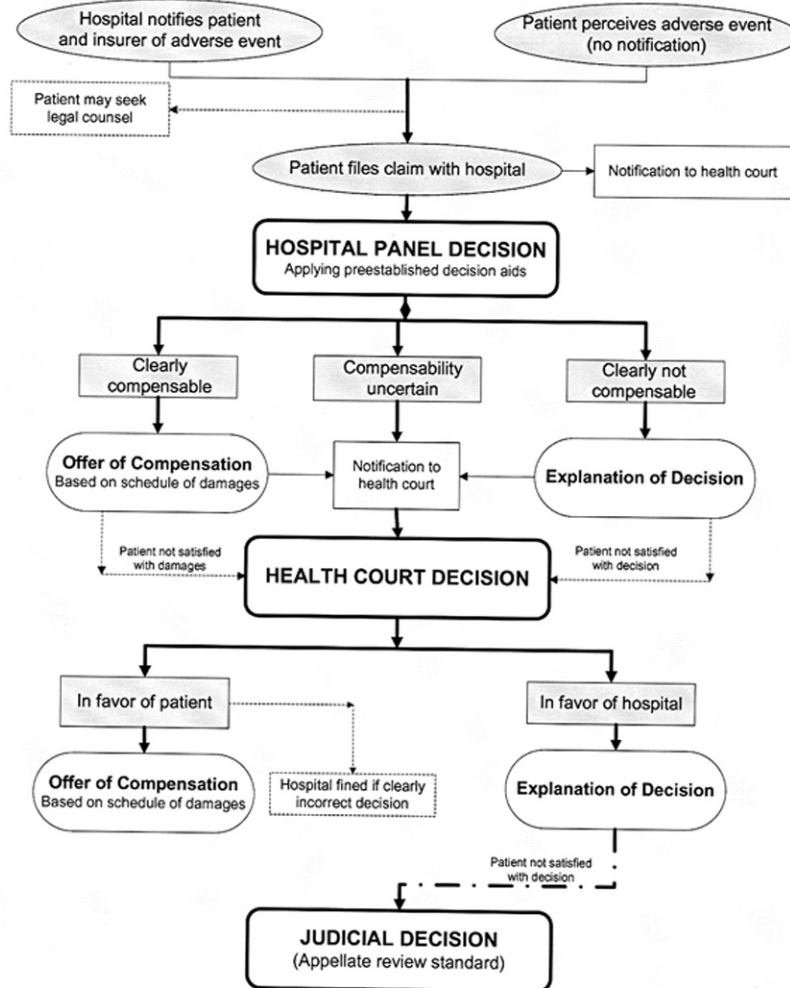 Hospital notifies patient
and insurer of adverse event
Patient perceives adverse event
(no notification)
Patient may seek
legal counsel
Patient files claim with hospital
Notification to health court
HOSPITAL PANEL DECISION
Applying preestablished decision aids
Clearly
compensable
Compensability
uncertain
Clearly not
compensable
Offer of Compensation
Based on schedule of damages
Notification to
health court
Explanation of Decision
Patient not satisfied
with damages
Patient not satisfied
with decision
HEALTH COURT DECISION
In favor of patient
In favor of hospital
Offer of Compensation
Based on schedule of damages
Hospital fined if clearly
incorrect decision
Explanation of Decision
Patient not satisfied
with decision
JUDICIAL DECISION
(Appellate review standard)